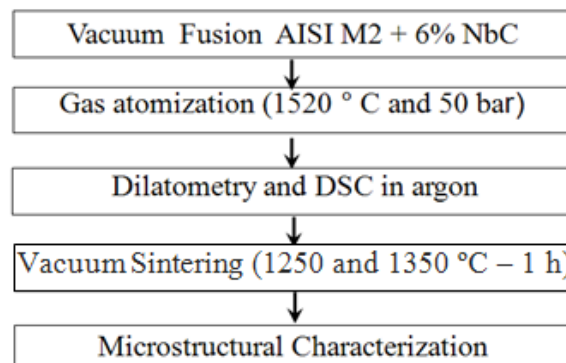 Vacuum Fusion AISI M2 + 6% NbC
Gas atomization (1520 ° C and 50 bar)
Dilatometry and DSC in argon
Vacuum Sintering (1250 and 1350 °C – 1 h)
Microstructural Characterization